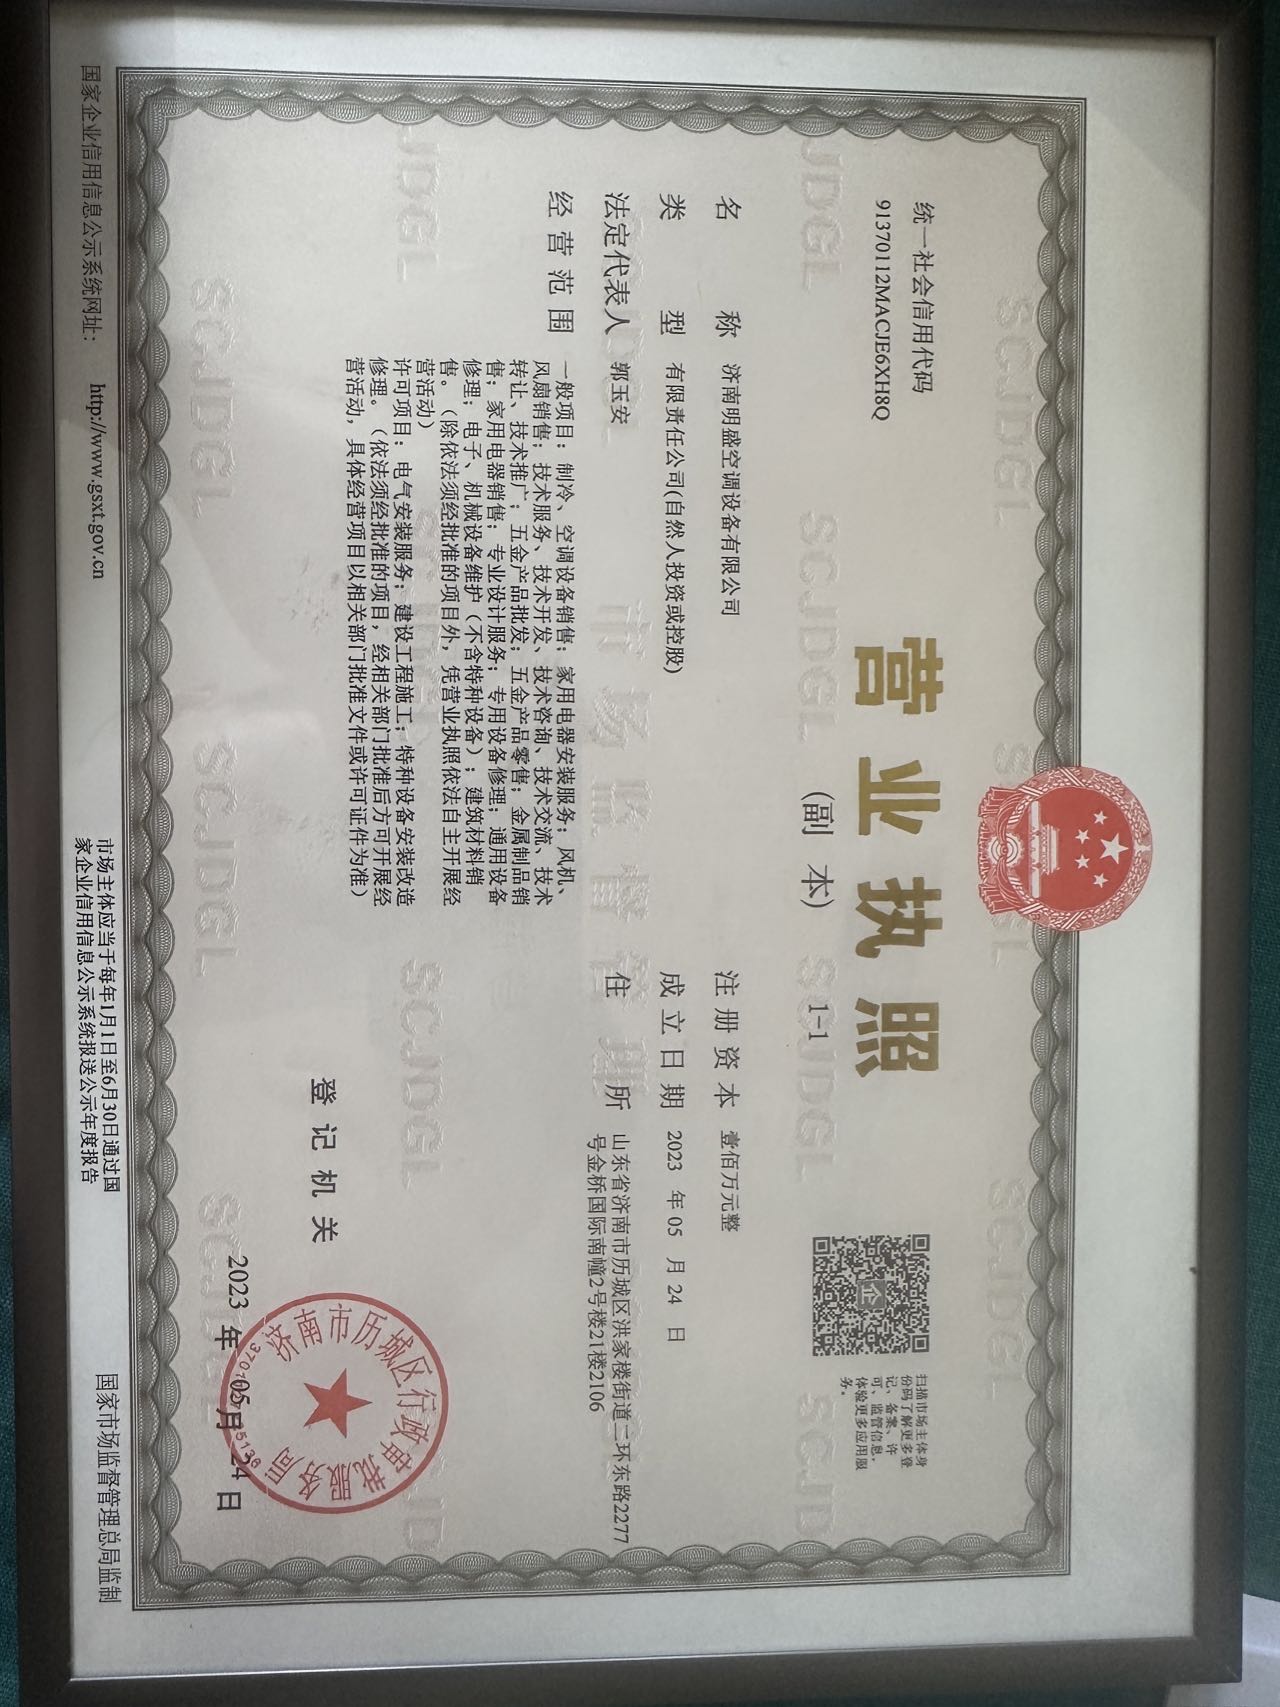 统一社会信用代码
91370112MACJE6XH8Q
营业执照
(副 本)
1-1
扫描市场主体身
份码了解更多登
记、备案、许
可、监管信息，
体验更多应用服
务。
名 称 济南明盛空调设备有限公司
类 型 有限责任公司(自然人投资或控股)
法定代表人 郭玉安
经营范围 一般项目：制冷、空调设备销售；家用电器安装服务；风机、
风扇销售；技术服务、技术开发、技术咨询、技术交流、技术
转让、技术推广；五金产品批发；五金产品零售；金属制品销
售；家用电器销售；专业设计服务；专用设备修理；通用设备
修理；电子、机械设备维护（不含特种设备）；建筑材料销
售。（除依法须经批准的项目外，凭营业执照依法自主开展经
营活动）
许可项目：电气安装服务；建设工程施工；特种设备安装改造
修理。（依法须经批准的项目，经相关部门批准后方可开展经
营活动，具体经营项目以相关部门批准文件或许可证件为准）
注册资本 壹佰万元整
成立日期 2023 年 05 月 24 日
住 所 山东省济南市历城区洪家楼街道二环东路2277
号金桥国际南幢2号楼21楼2106
登记机关
济南市历城区行政审批服务局
2023 年 05月 24 日
国家企业信用信息公示系统网址： http://www.gsxt.gov.cn
市场主体应当于每年1月1日至6月30日通过国
家企业信用信息公示系统报送公示年度报告
国家市场监督管理总局监制